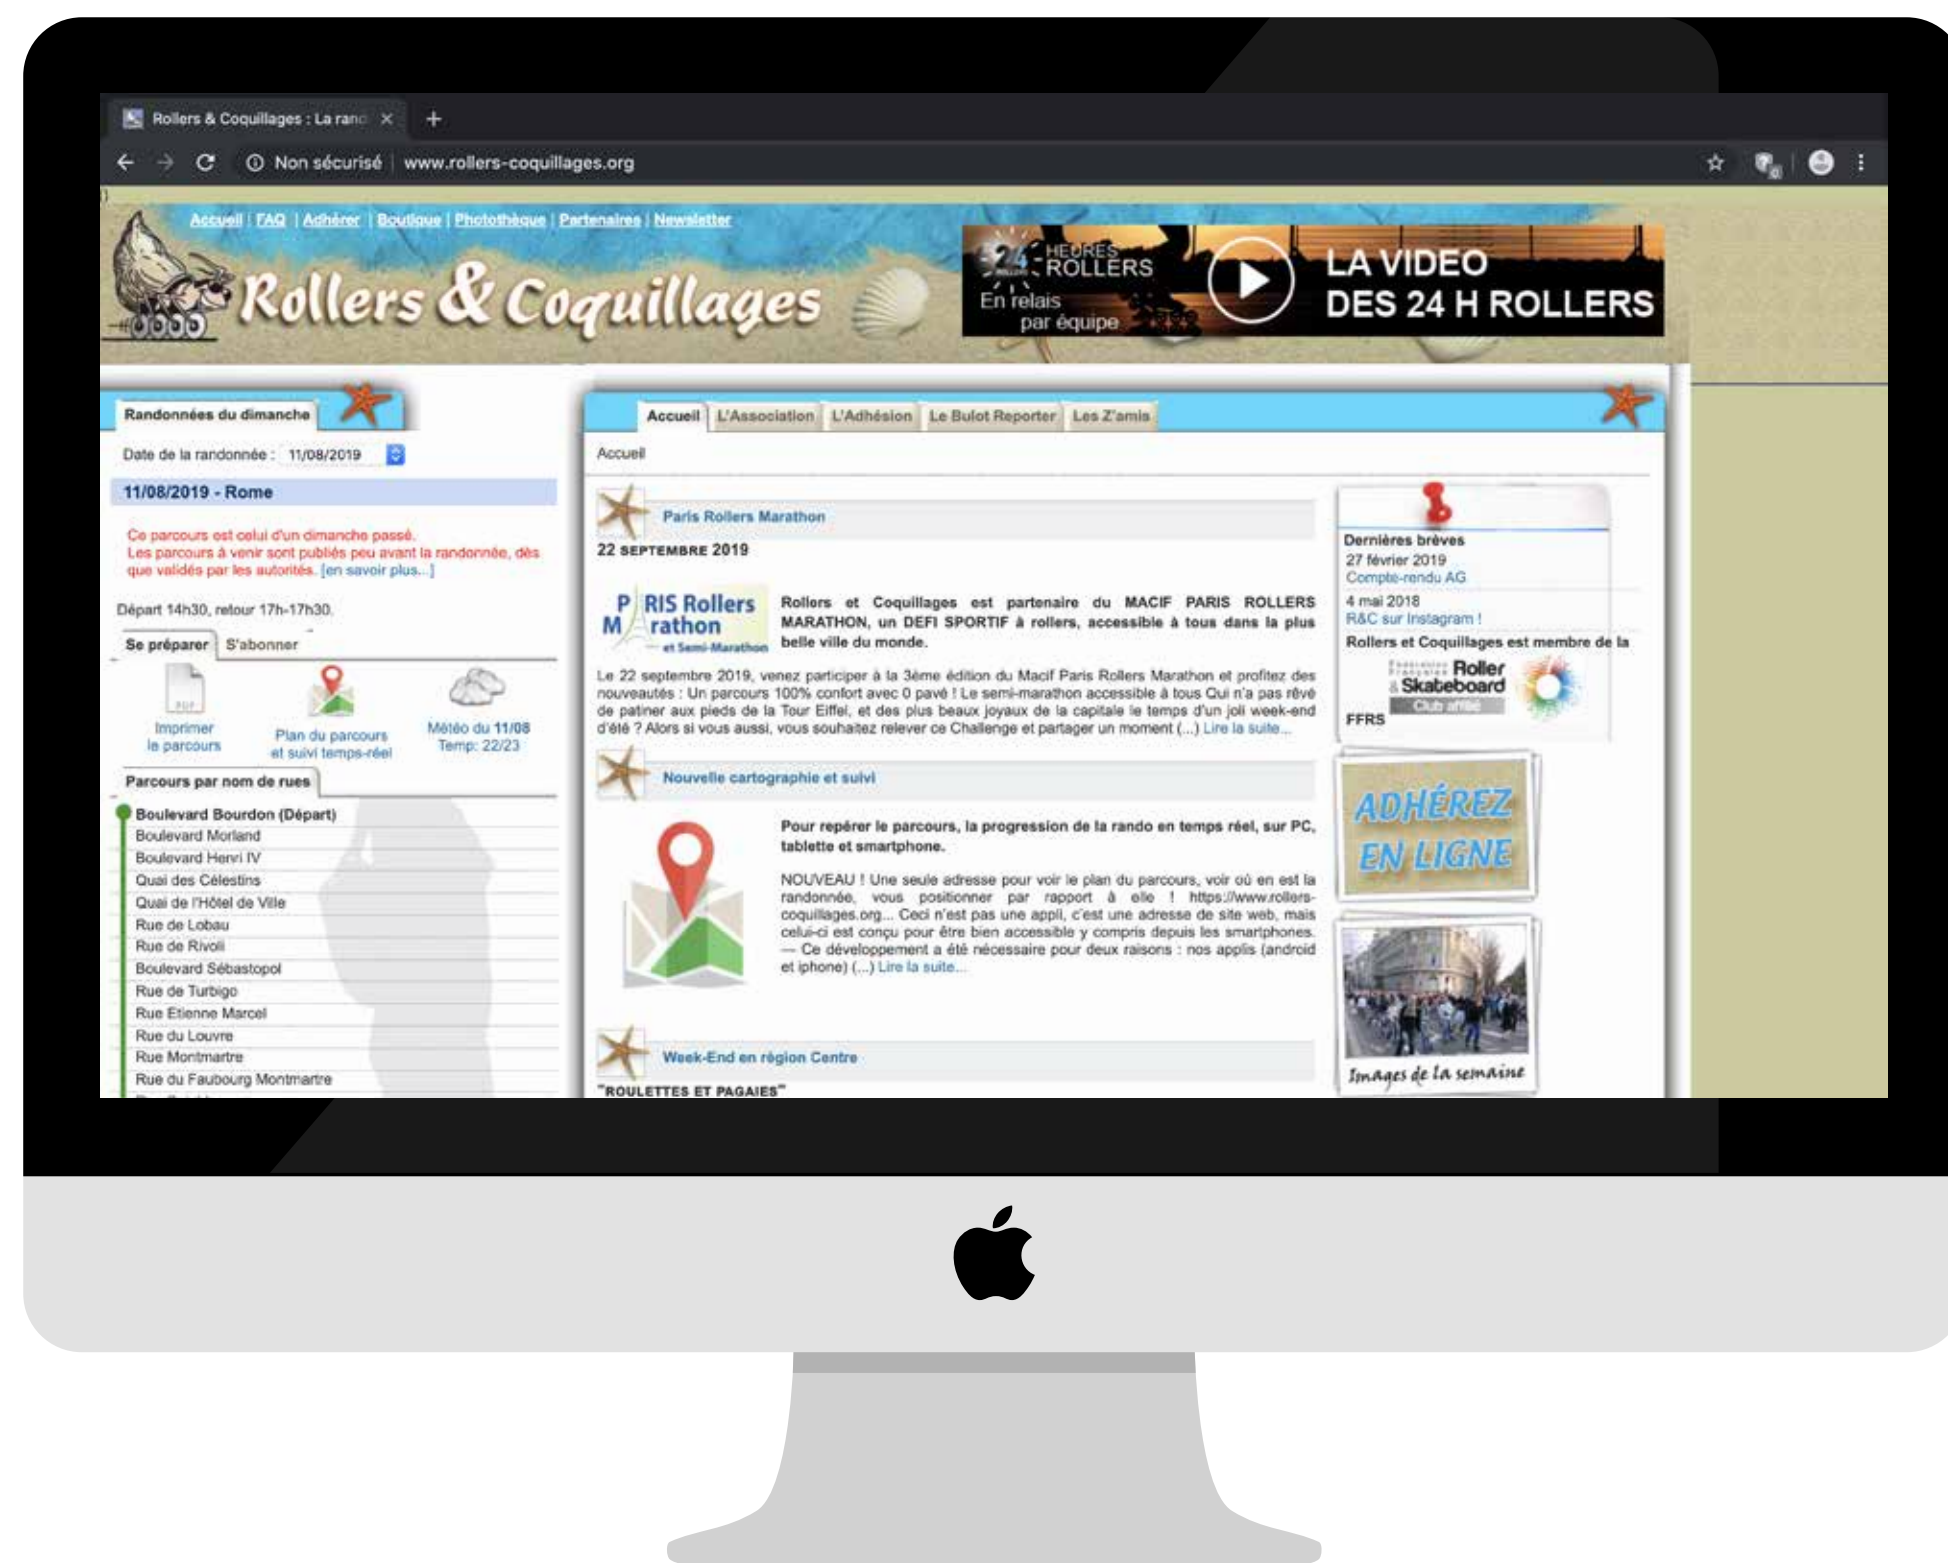 Rollers & Coquillages : La rand
Non sécurisé | www.rollers-coquillages.org
Accueil | FAQ | Adhérer | Boutique | Photothèque | Partenaires | Newsletter
Rollers & Coquillages
24 HEURES
ROLLERS
En relais
par équipe
LA VIDEO
DES 24 H ROLLERS
Randonnées du dimanche
Date de la randonnée : 11/08/2019
11/08/2019 - Rome
Ce parcours est celui d'un dimanche passé.
Les parcours à venir sont publiés peu avant la randonnée, dès
que validés par les autorités. [en savoir plus...]
Départ 14h30, retour 17h-17h30.
Se préparer S'abonner
PDF
Imprimer
le parcours
Plan du parcours
et suivi temps-réel
Météo du 11/08
Temp: 22/23
Parcours par nom de rues
Boulevard Bourdon (Départ)
Boulevard Morland
Boulevard Henri IV
Quai des Célestins
Quai de l'Hôtel de Ville
Rue de Lobau
Rue de Rivoli
Boulevard Sébastopol
Rue de Turbigo
Rue Etienne Marcel
Rue du Louvre
Rue Montmartre
Rue du Faubourg Montmartre
Accueil L'Association L'Adhésion Le Bulot Reporter Les Z'amis
Accueil
Paris Rollers Marathon
22 SEPTEMBRE 2019
P RIS Rollers
M rathon
et Semi-Marathon
Rollers et Coquillages est partenaire du MACIF PARIS ROLLERS
MARATHON, un DEFI SPORTIF à rollers, accessible à tous dans la plus
belle ville du monde.
Le 22 septembre 2019, venez participer à la 3ème édition du Macif Paris Rollers Marathon et profitez des
nouveautés : Un parcours 100% confort avec 0 pavé ! Le semi-marathon accessible à tous Qui n'a pas rêvé
de patiner aux pieds de la Tour Eiffel, et des plus beaux joyaux de la capitale le temps d'un joli week-end
d'été ? Alors si vous aussi, vous souhaitez relever ce Challenge et partager un moment (...) Lire la suite...
Nouvelle cartographie et suivi
Pour repérer le parcours, la progression de la rando en temps réel, sur PC,
tablette et smartphone.
NOUVEAU ! Une seule adresse pour voir le plan du parcours, voir où en est la
randonnée, vous positionner par rapport à elle ! https://www.rollers-
coquillages.org... Ceci n'est pas une appli, c'est une adresse de site web, mais
celui-ci est conçu pour être bien accessible y compris depuis les smartphones.
— Ce développement a été nécessaire pour deux raisons : nos applis (android
et iphone) (...) Lire la suite...
Week-End en région Centre
"ROULETTES ET PAGAIES"
Dernières brèves
27 février 2019
Compte-rendu AG
4 mai 2018
R&C sur Instagram !
Rollers et Coquillages est membre de la
Fédération
Française
Roller
& Skateboard
Club affilié
FFRS
ADHÉREZ
EN LIGNE
Images de la semaine